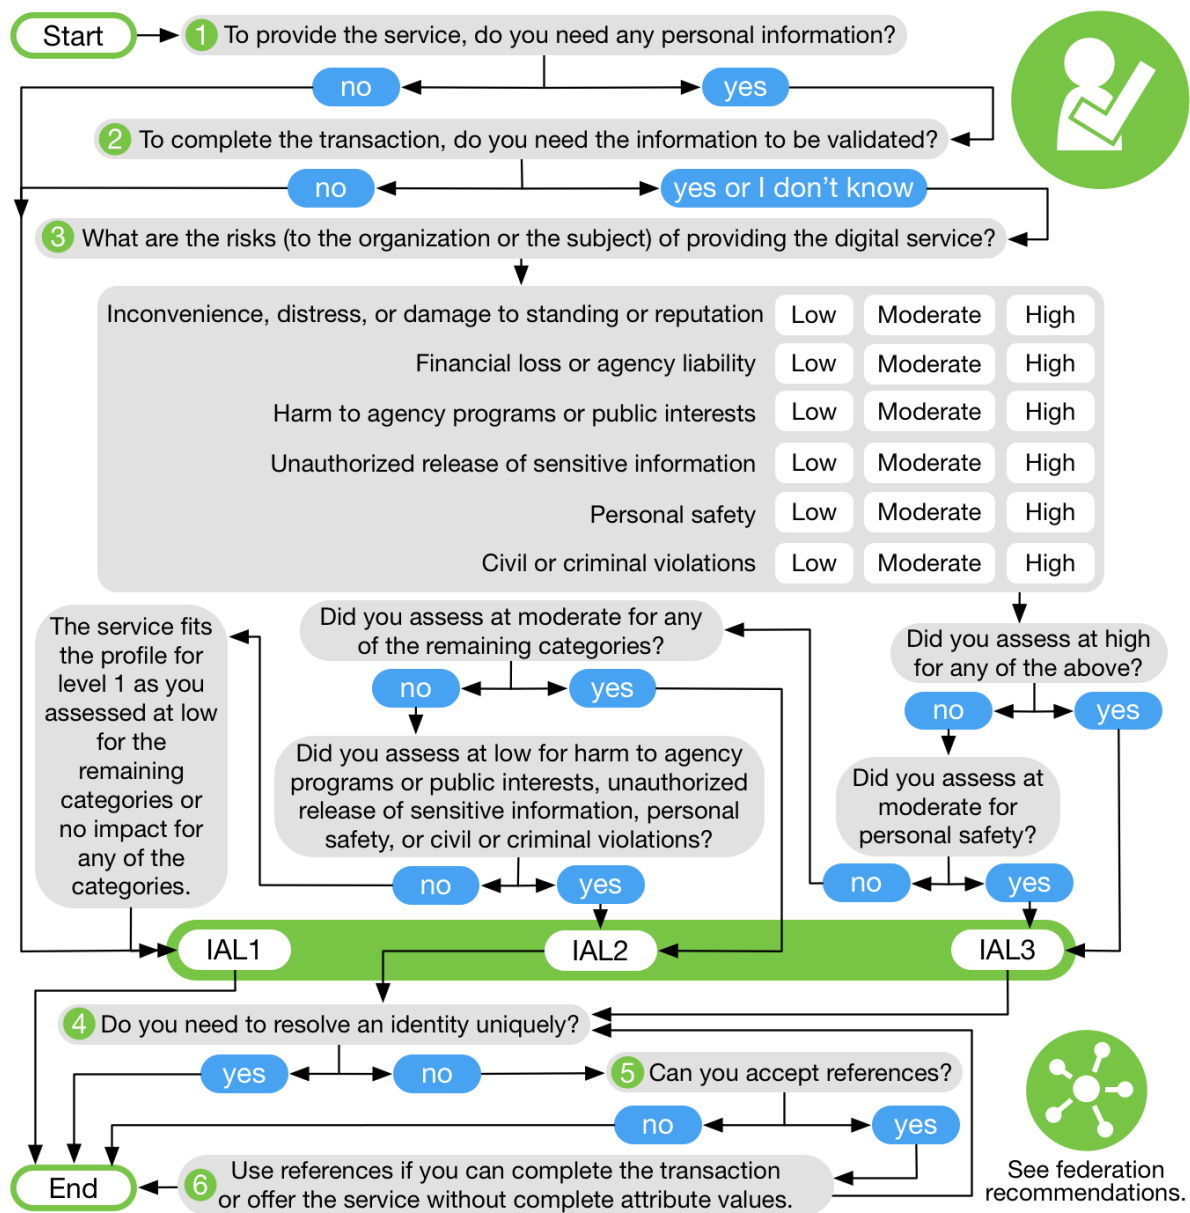 Start
1 To provide the service, do you need any personal information?
no
yes
2 To complete the transaction, do you need the information to be validated?
no
yes or I don’t know
3 What are the risks (to the organization or the subject) of providing the digital service?
Inconvenience, distress, or damage to standing or reputation Low Moderate High
Financial loss or agency liability Low Moderate High
Harm to agency programs or public interests Low Moderate High
Unauthorized release of sensitive information Low Moderate High
Personal safety Low Moderate High
Civil or criminal violations Low Moderate High
Did you assess at high
for any of the above?
no
yes
Did you assess at
moderate for
personal safety?
no
yes
Did you assess at moderate for any
of the remaining categories?
no
yes
Did you assess at low for harm to agency
programs or public interests, unauthorized
release of sensitive information, personal
safety, or civil or criminal violations?
no
yes
The service fits
the profile for
level 1 as you
assessed at low
for the
remaining
categories or
no impact for
any of the
categories.
IAL1
IAL2
IAL3
4 Do you need to resolve an identity uniquely?
yes
no
5 Can you accept references?
no
yes
6 Use references if you can complete the transaction
or offer the service without complete attribute values.
End
See federation
recommendations.